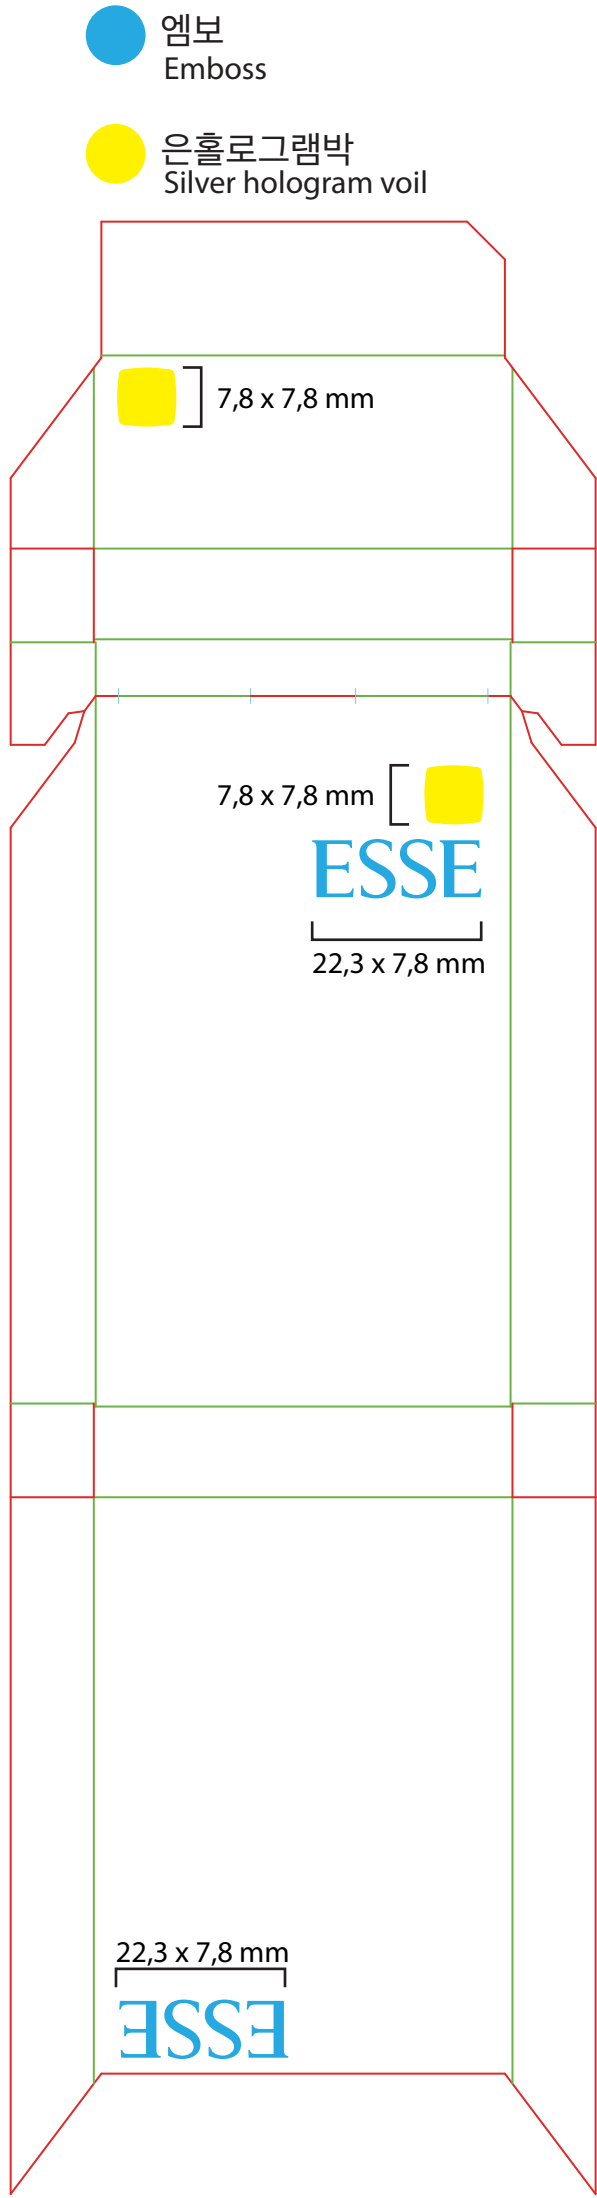 엠보
Emboss
은홀로그램박
Silver hologram voil
7,8 x 7,8 mm
7,8 x 7,8 mm
ESSE
22,3 x 7,8 mm
22,3 x 7,8 mm
ESSE